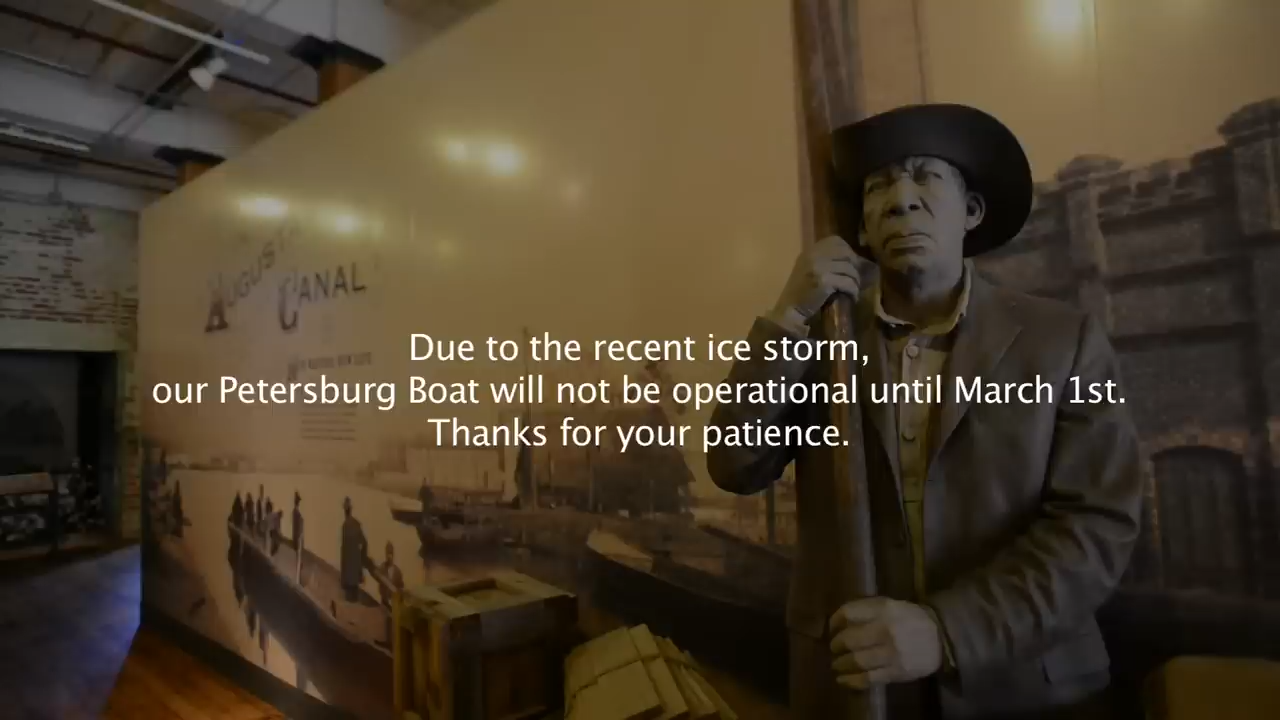 AUGUSTA
CANAL
Due to the recent ice storm,
our Petersburg Boat will not be operational until March 1st.
Thanks for your patience.